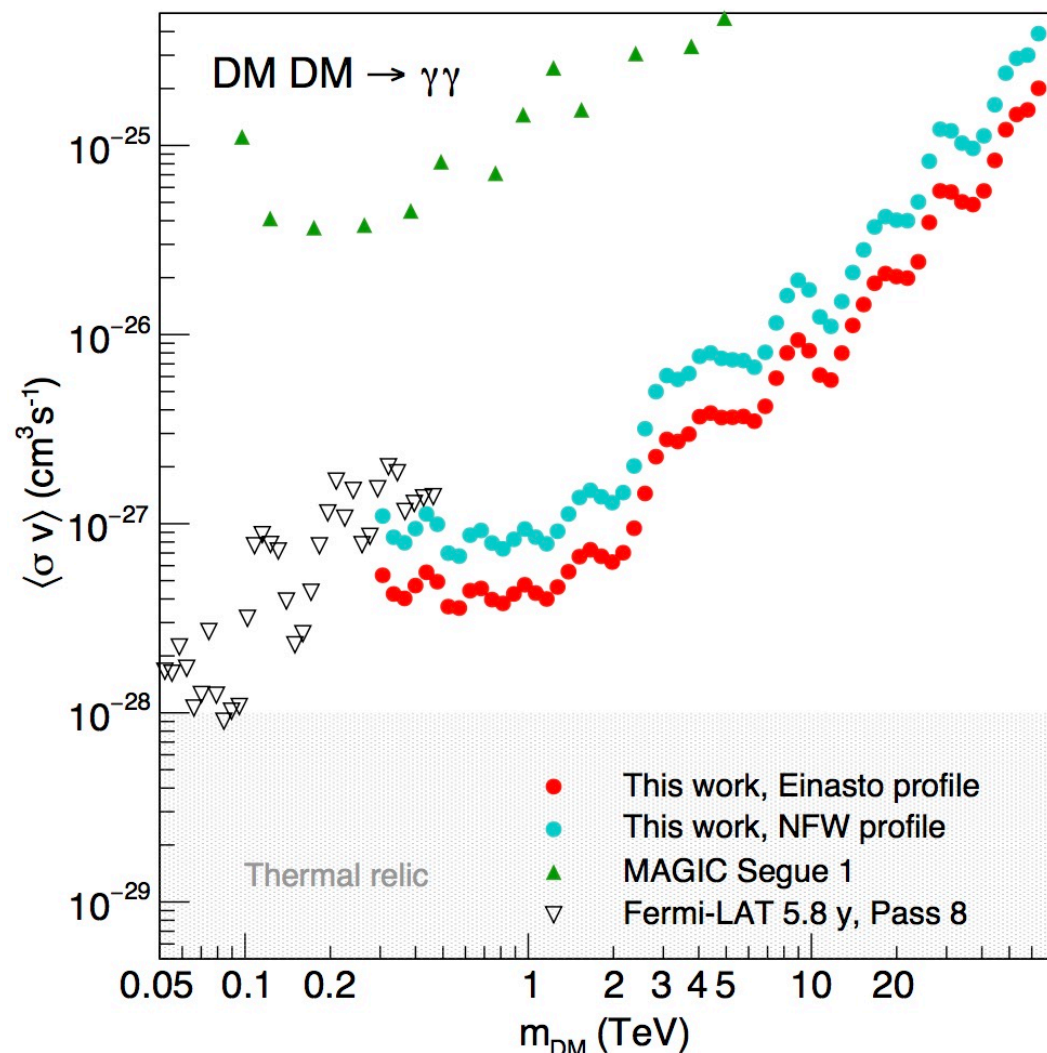 DM DM → γγ
10⁻²⁵
10⁻²⁶
10⁻²⁷
10⁻²⁸
10⁻²⁹
⟨σ v⟩ (cm³s⁻¹)
This work, Einasto profile
This work, NFW profile
MAGIC Segue 1
Fermi-LAT 5.8 y, Pass 8
Thermal relic
0.05 0.1 0.2 1 2 3 4 5 10 20
m_DM (TeV)